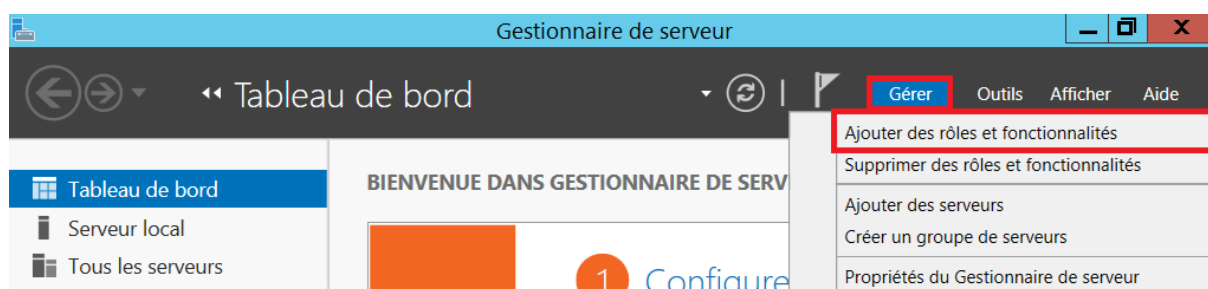 Gestionnaire de serveur
Tableau de bord
Gérer Outils Afficher Aide
Ajouter des rôles et fonctionnalités
Supprimer des rôles et fonctionnalités
Ajouter des serveurs
Créer un groupe de serveurs
Propriétés du Gestionnaire de serveur
Tableau de bord
Serveur local
Tous les serveurs
BIENVENUE DANS GESTIONNAIRE DE SERV
1 Configure